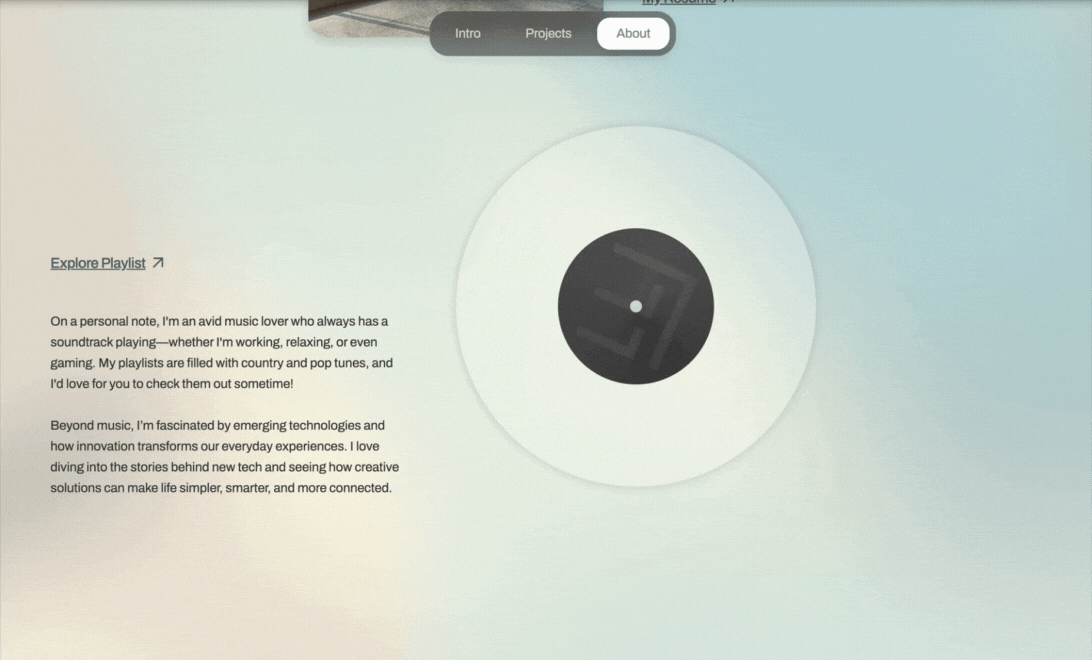 My Resume
Intro
Projects
About
Explore Playlist
On a personal note, I'm an avid music lover who always has a
soundtrack playing—whether I'm working, relaxing, or even
gaming. My playlists are filled with country and pop tunes, and
I'd love for you to check them out sometime!
Beyond music, I'm fascinated by emerging technologies and
how innovation transforms our everyday experiences. I love
diving into the stories behind new tech and seeing how creative
solutions can make life simpler, smarter, and more connected.